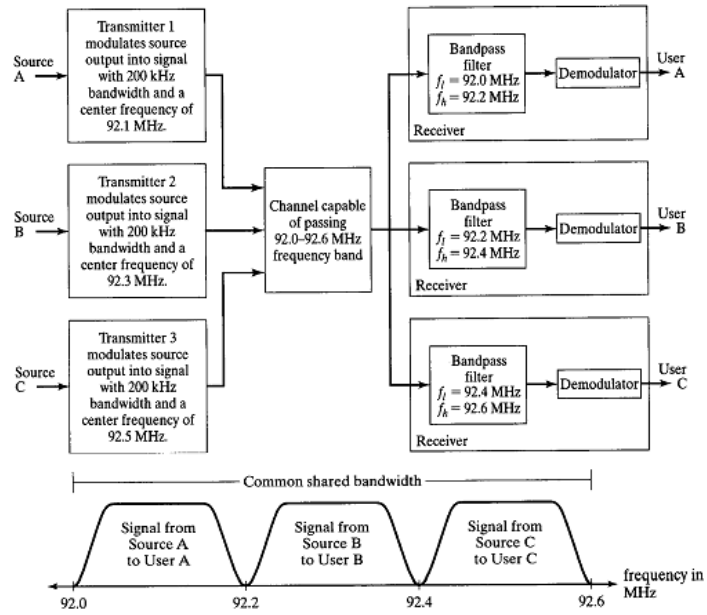 Source
A
Transmitter 1
modulates source
output into signal
with 200 kHz
bandwidth and a
center frequency of
92.1 MHz.
Source
B
Transmitter 2
modulates source
output into signal
with 200 kHz
bandwidth and a
center frequency of
92.3 MHz.
Source
C
Transmitter 3
modulates source
output into signal
with 200 kHz
bandwidth and a
center frequency of
92.5 MHz.
Channel capable
of passing
92.0–92.6 MHz
frequency band
Bandpass
filter
f_l = 92.0 MHz
f_h = 92.2 MHz
Demodulator
Receiver
User
A
Bandpass
filter
f_l = 92.2 MHz
f_h = 92.4 MHz
Demodulator
Receiver
User
B
Bandpass
filter
f_l = 92.4 MHz
f_h = 92.6 MHz
Demodulator
Receiver
User
C
Common shared bandwidth
Signal from
Source A
to User A
Signal from
Source B
to User B
Signal from
Source C
to User C
92.0
92.2
92.4
92.6
frequency in
MHz